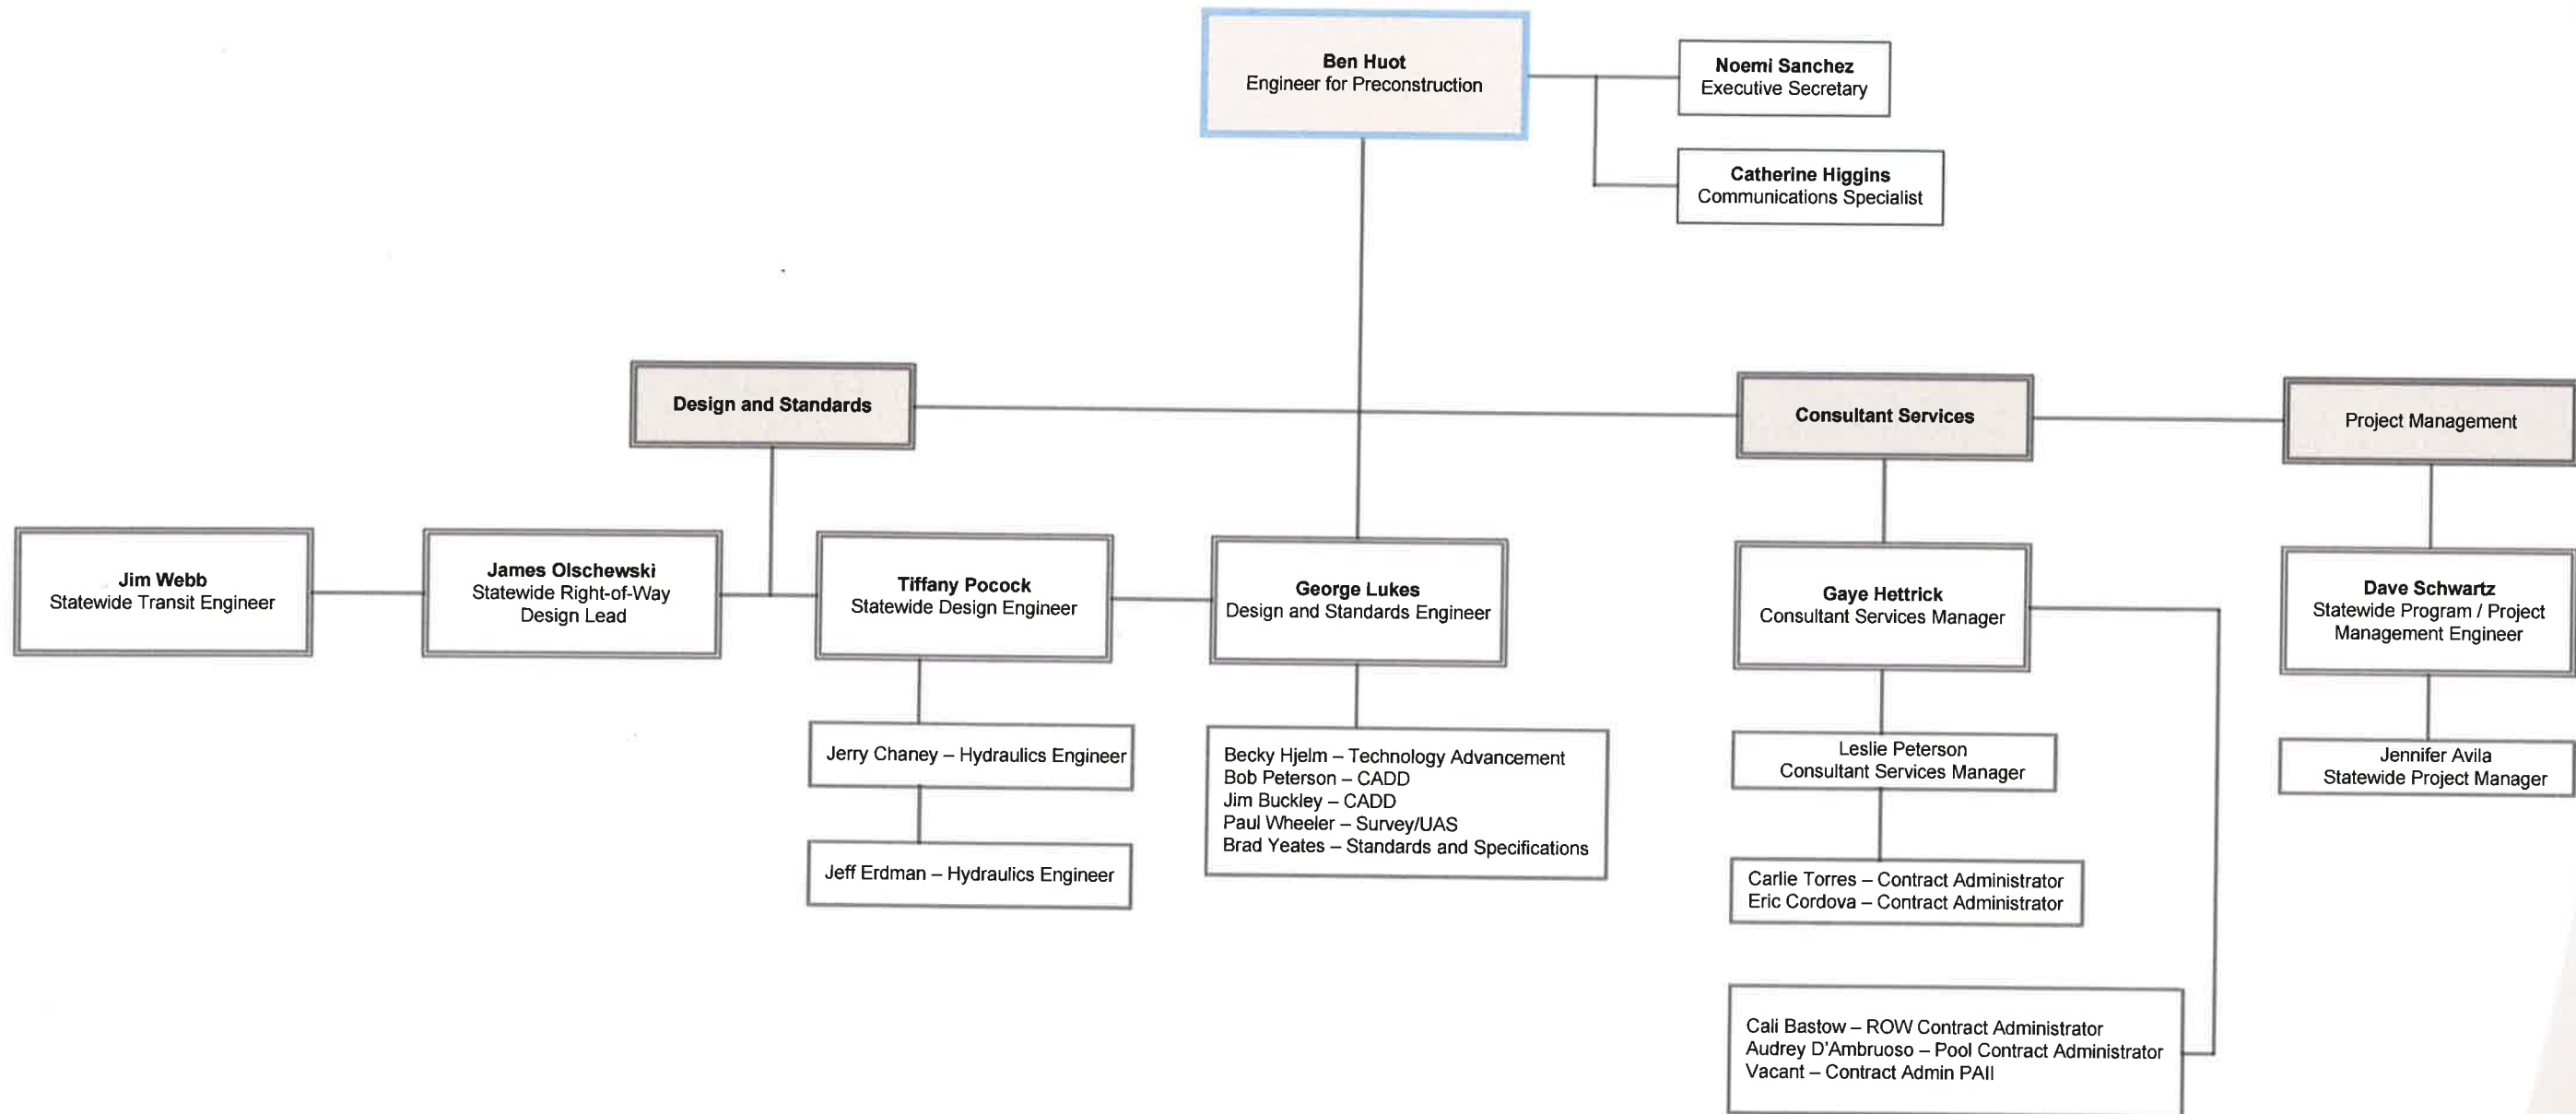 Ben Huot
Engineer for Preconstruction
Noemi Sanchez
Executive Secretary
Catherine Higgins
Communications Specialist
Design and Standards
Consultant Services
Project Management
Jim Webb
Statewide Transit Engineer
James Olschewski
Statewide Right-of-Way
Design Lead
Tiffany Pocock
Statewide Design Engineer
George Lukes
Design and Standards Engineer
Gaye Hettrick
Consultant Services Manager
Dave Schwartz
Statewide Program / Project
Management Engineer
Jerry Chaney – Hydraulics Engineer
Jeff Erdman – Hydraulics Engineer
Becky Hjelm – Technology Advancement
Bob Peterson – CADD
Jim Buckley – CADD
Paul Wheeler – Survey/UAS
Brad Yeates – Standards and Specifications
Leslie Peterson
Consultant Services Manager
Carlie Torres – Contract Administrator
Eric Cordova – Contract Administrator
Cali Bastow – ROW Contract Administrator
Audrey D'Ambruoso – Pool Contract Administrator
Vacant – Contract Admin PAII
Jennifer Avila
Statewide Project Manager